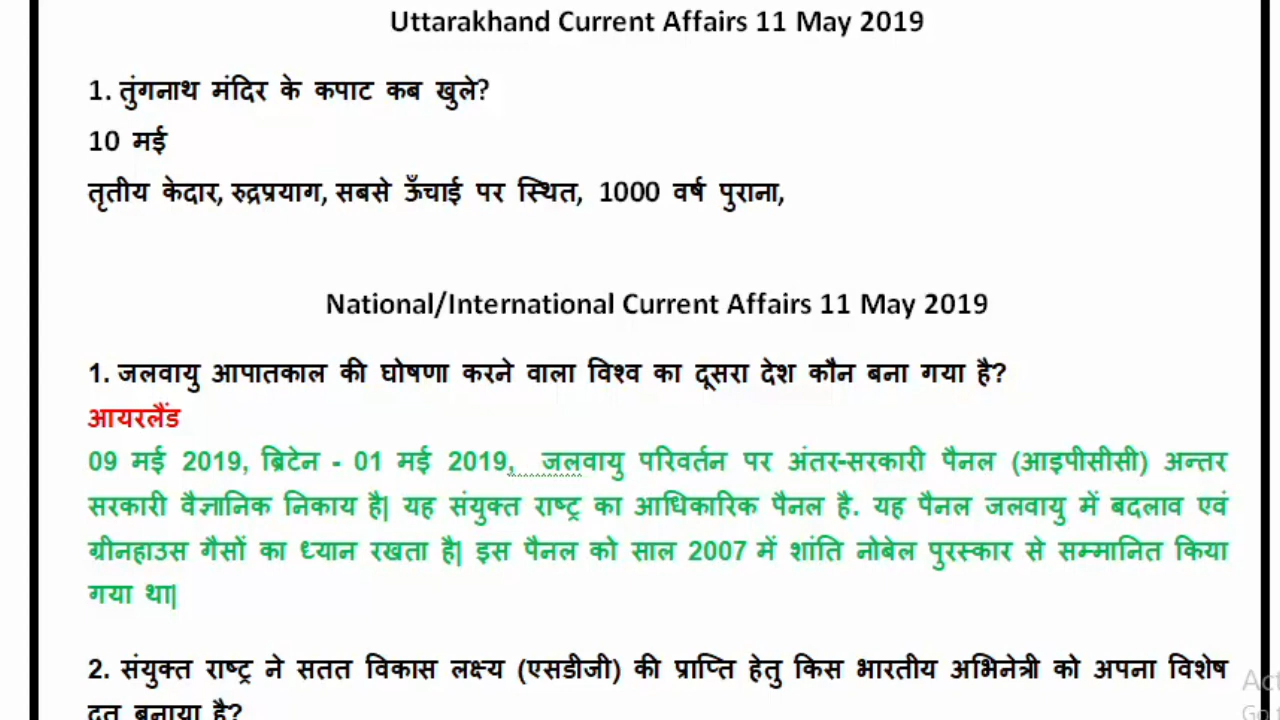 Uttarakhand Current Affairs 11 May 2019
1. तुंगनाथ मंदिर के कपाट कब खुले?
10 मई
तृतीय केदार, रुद्रप्रयाग, सबसे ऊँचाई पर स्थित, 1000 वर्ष पुराना,
National/International Current Affairs 11 May 2019
1. जलवायु आपातकाल की घोषणा करने वाला विश्व का दूसरा देश कौन बना गया है?
आयरलैंड
09 मई 2019, ब्रिटेन - 01 मई 2019, जलवायु परिवर्तन पर अंतर-सरकारी पैनल (आइपीसीसी) अन्तर
सरकारी वैज्ञानिक निकाय है| यह संयुक्त राष्ट्र का आधिकारिक पैनल है. यह पैनल जलवायु में बदलाव एवं
ग्रीनहाउस गैसों का ध्यान रखता है| इस पैनल को साल 2007 में शांति नोबेल पुरस्कार से सम्मानित किया
गया था|
2. संयुक्त राष्ट्र ने सतत विकास लक्ष्य (एसडीजी) की प्राप्ति हेतु किस भारतीय अभिनेत्री को अपना विशेष
दूत बनाया है?